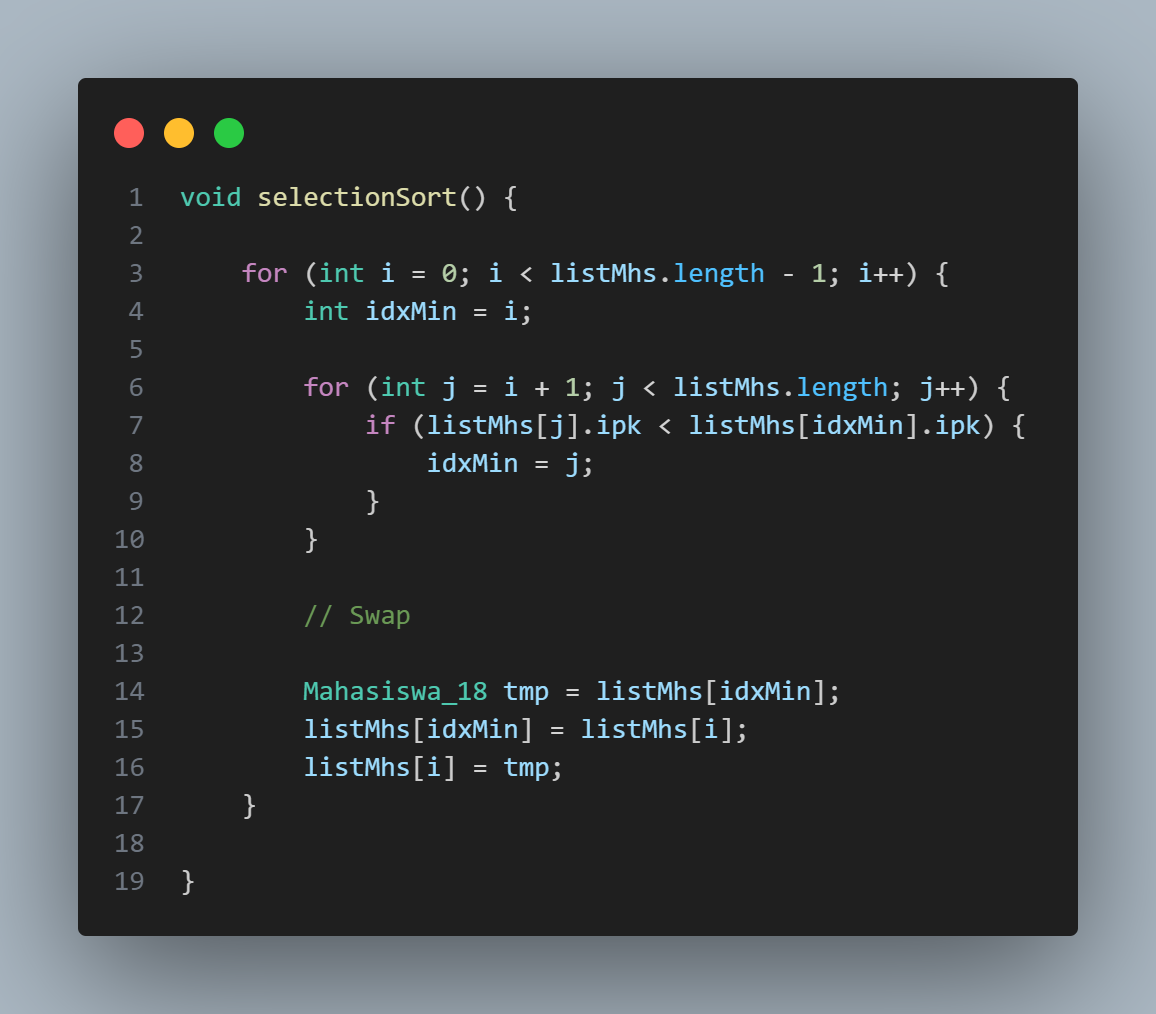 1 void selectionSort() {
2
3     for (int i = 0; i < listMhs.length - 1; i++) {
4         int idxMin = i;
5
6         for (int j = i + 1; j < listMhs.length; j++) {
7             if (listMhs[j].ipk < listMhs[idxMin].ipk) {
8                 idxMin = j;
9             }
10         }
11
12         // Swap
13
14         Mahasiswa_18 tmp = listMhs[idxMin];
15         listMhs[idxMin] = listMhs[i];
16         listMhs[i] = tmp;
17     }
18
19 }